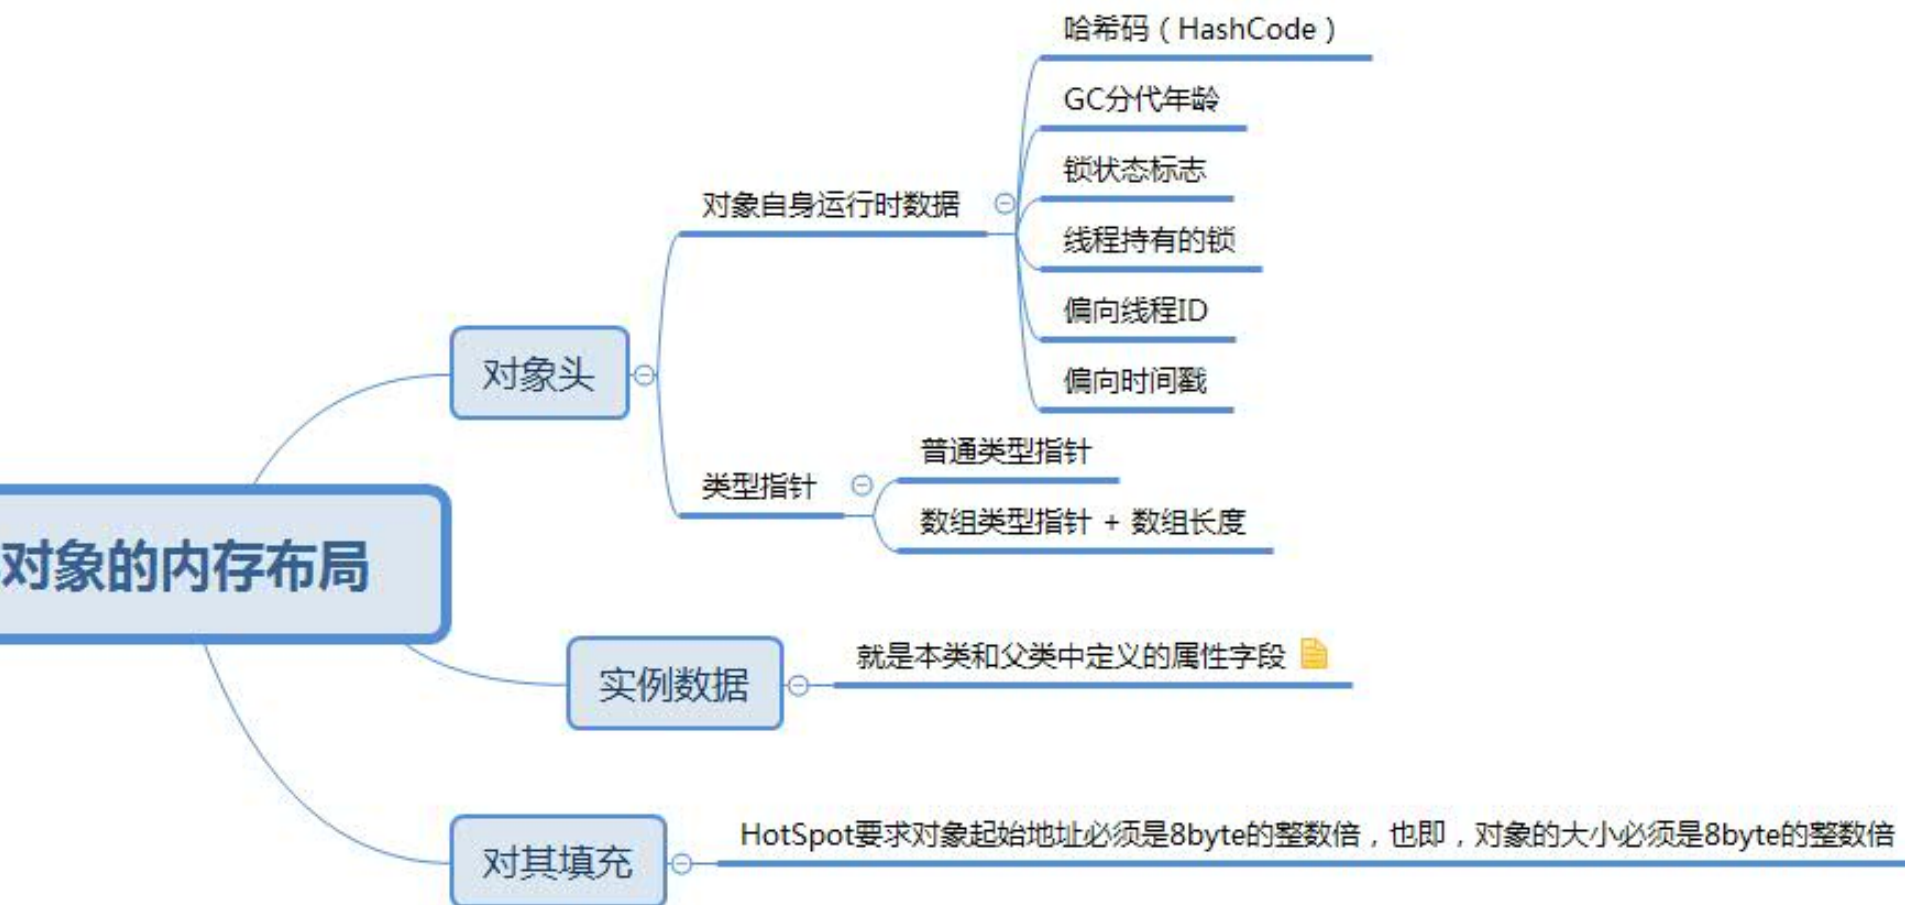 哈希码（HashCode）
GC分代年龄
锁状态标志
对象自身运行时数据
线程持有的锁
偏向线程ID
偏向时间戳
对象头
普通类型指针
类型指针
数组类型指针 + 数组长度
对象的内存布局
就是本类和父类中定义的属性字段
实例数据
HotSpot要求对象起始地址必须是8byte的整数倍，也即，对象的大小必须是8byte的整数倍
对其填充